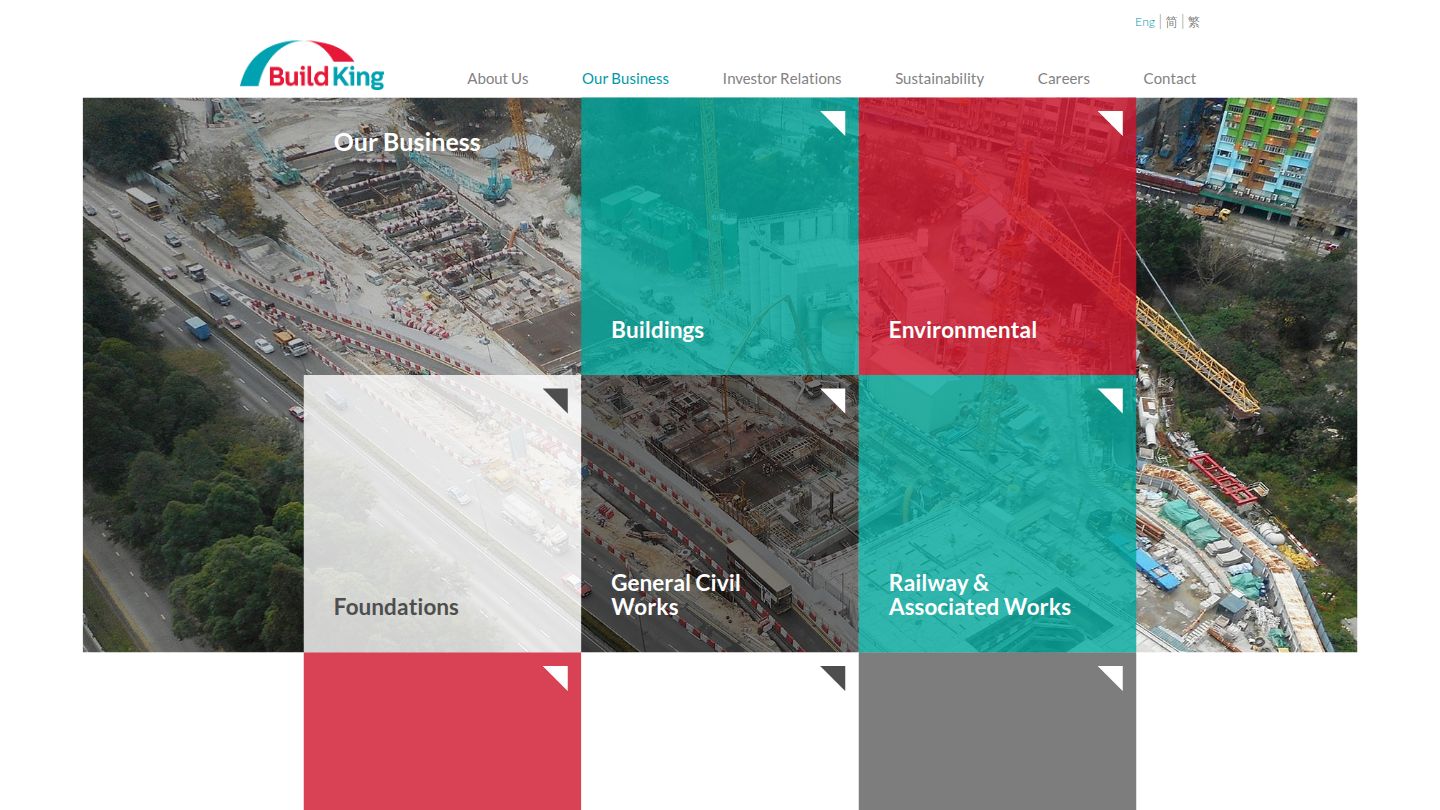 Eng | 简 | 繁
Build King
About Us
Our Business
Investor Relations
Sustainability
Careers
Contact
Our Business
Buildings
Environmental
Foundations
General Civil
Works
Railway &
Associated Works